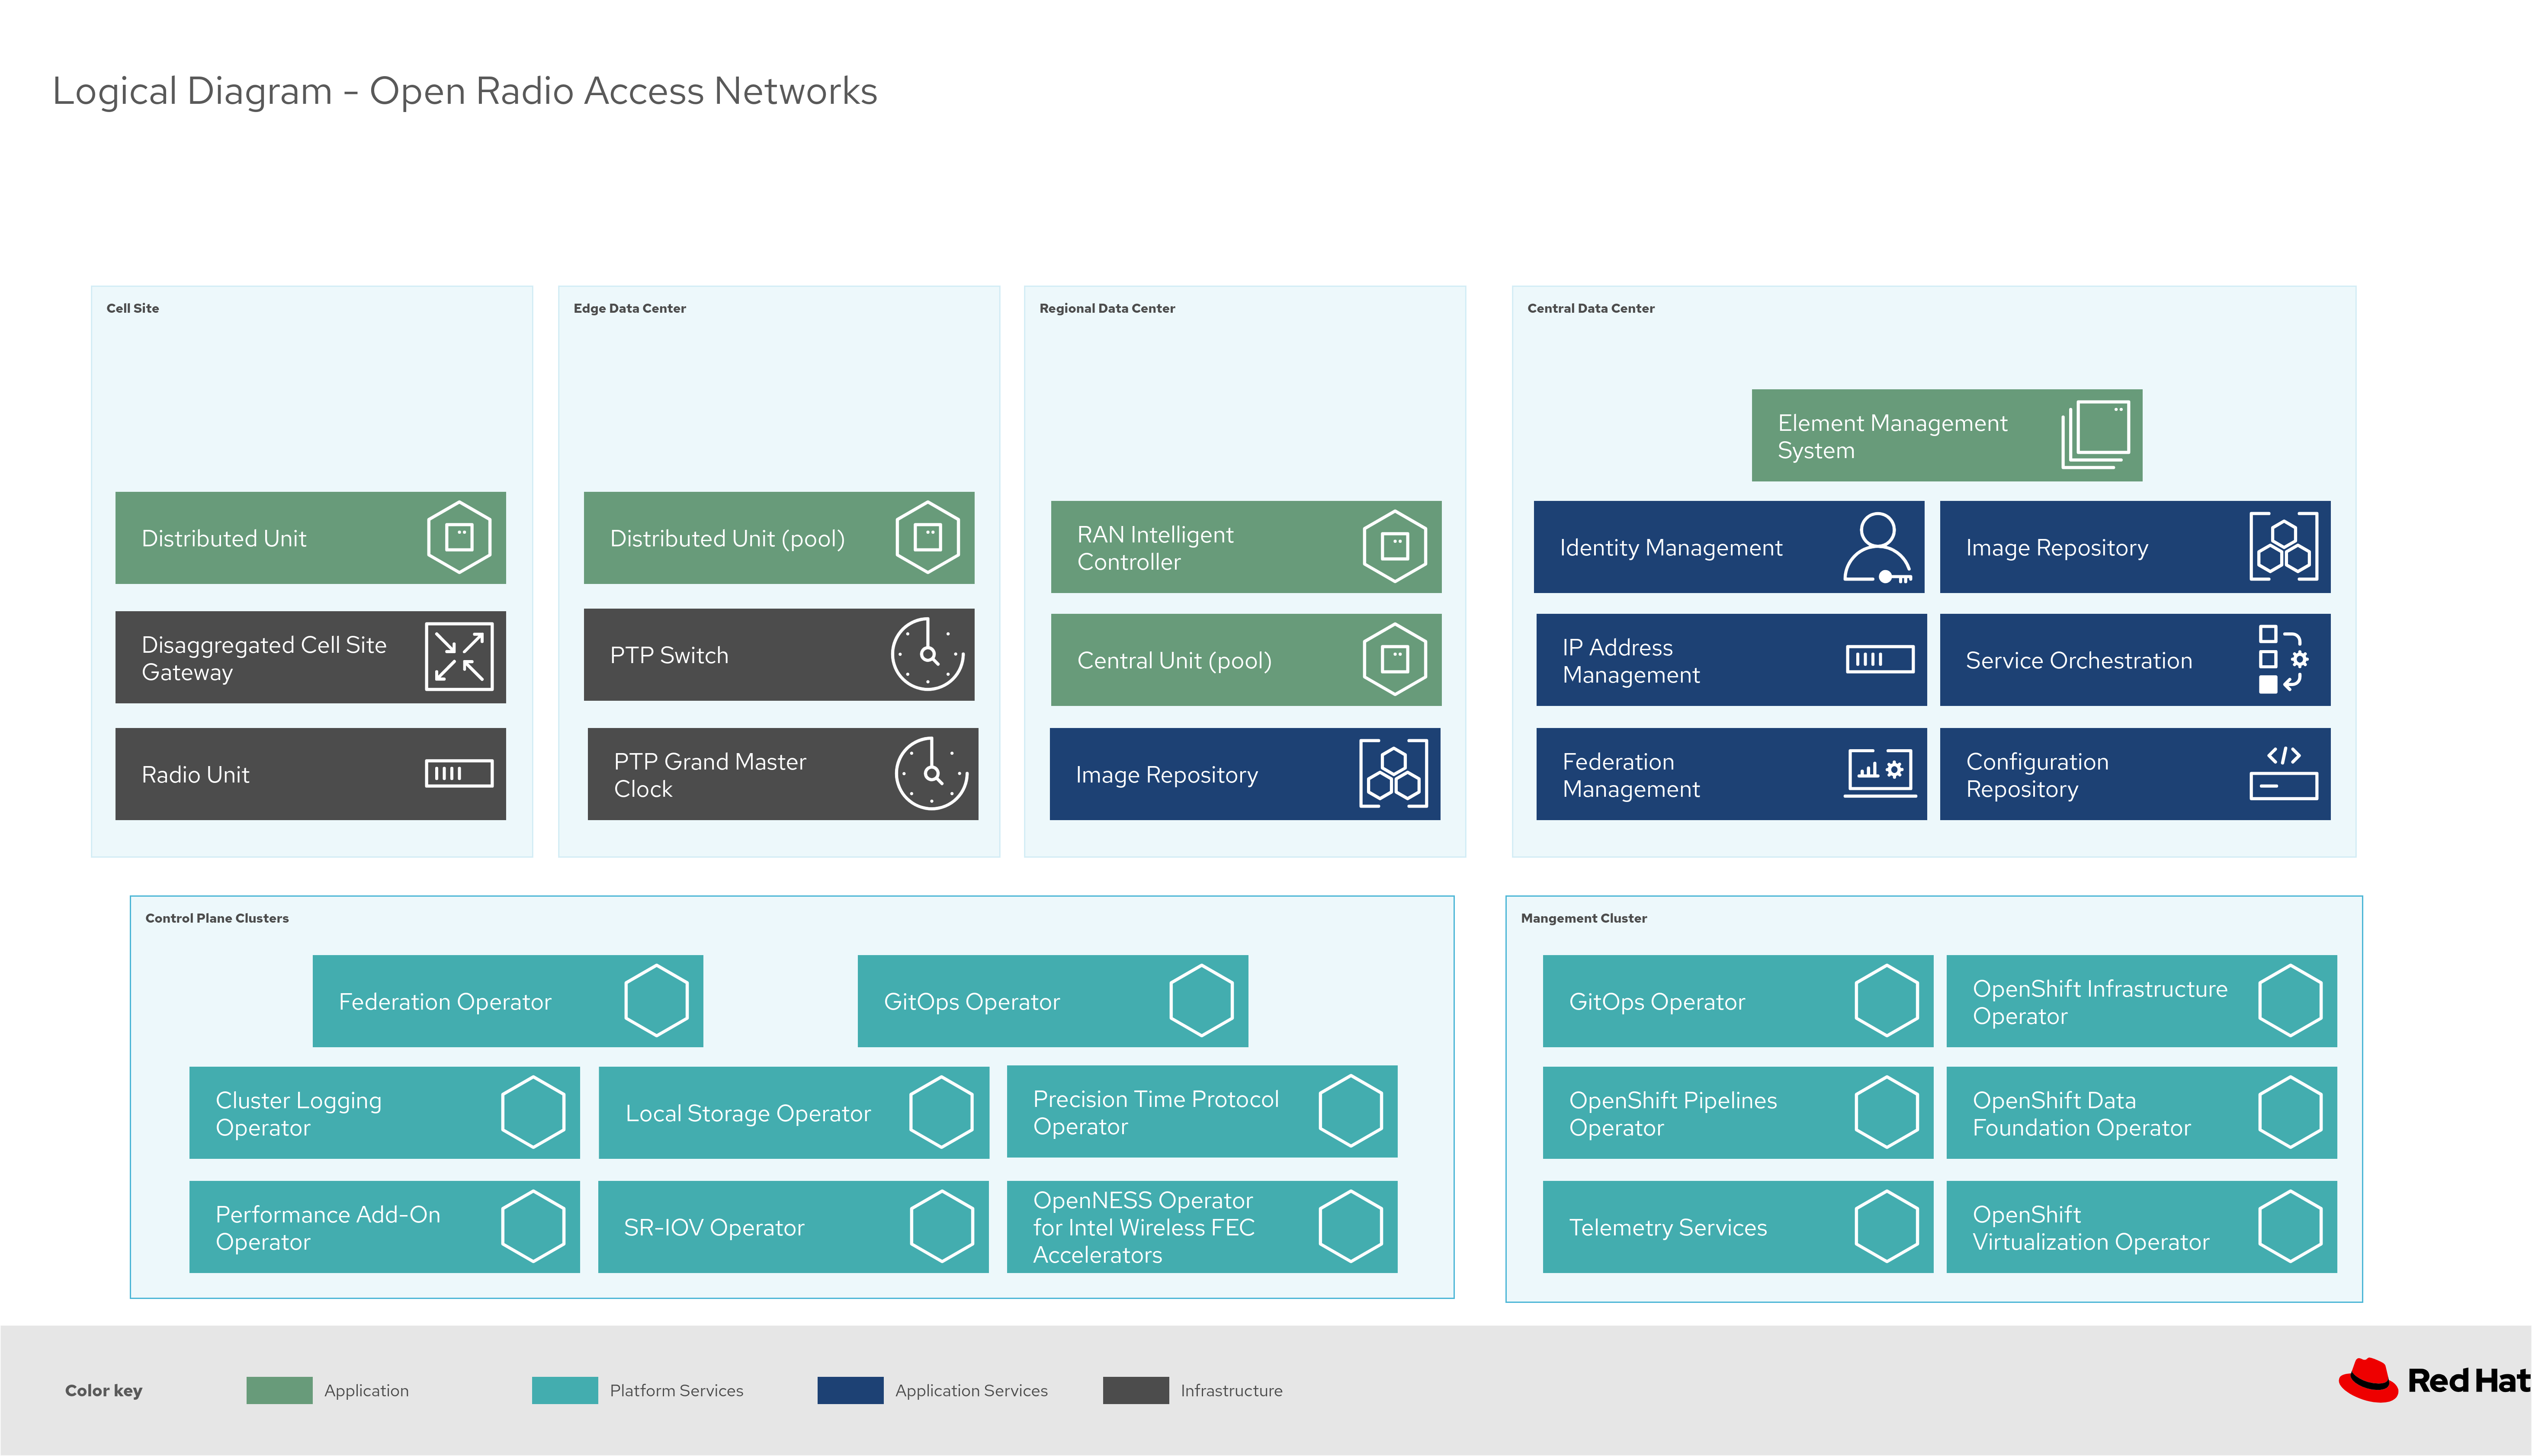 Logical Diagram - Open Radio Access Networks
Cell Site
Distributed Unit
Disaggregated Cell Site
Gateway
Radio Unit
Edge Data Center
Distributed Unit (pool)
PTP Switch
PTP Grand Master
Clock
Regional Data Center
RAN Intelligent
Controller
Central Unit (pool)
Image Repository
Central Data Center
Element Management
System
Identity Management
Image Repository
IP Address
Management
Service Orchestration
Federation
Management
Configuration
Repository
Control Plane Clusters
Federation Operator
GitOps Operator
Cluster Logging
Operator
Local Storage Operator
Precision Time Protocol
Operator
Performance Add-On
Operator
SR-IOV Operator
OpenNESS Operator
for Intel Wireless FEC
Accelerators
Mangement Cluster
GitOps Operator
OpenShift Infrastructure
Operator
OpenShift Pipelines
Operator
OpenShift Data
Foundation Operator
Telemetry Services
OpenShift
Virtualization Operator
Color key
Application
Platform Services
Application Services
Infrastructure
Red Hat